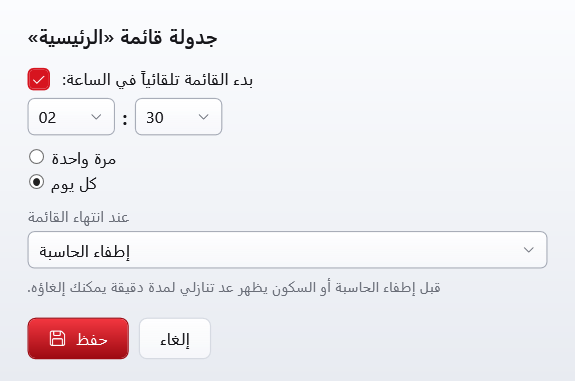 جدولة قائمة «الرئيسية»
بدء القائمة تلقائياً في الساعة:
02 : 30
مرة واحدة
كل يوم
عند انتهاء القائمة
إطفاء الحاسبة
قبل إطفاء الحاسبة أو السكون يظهر عد تنازلي لمدة دقيقة يمكنك إلغاؤه.
حفظ
إلغاء